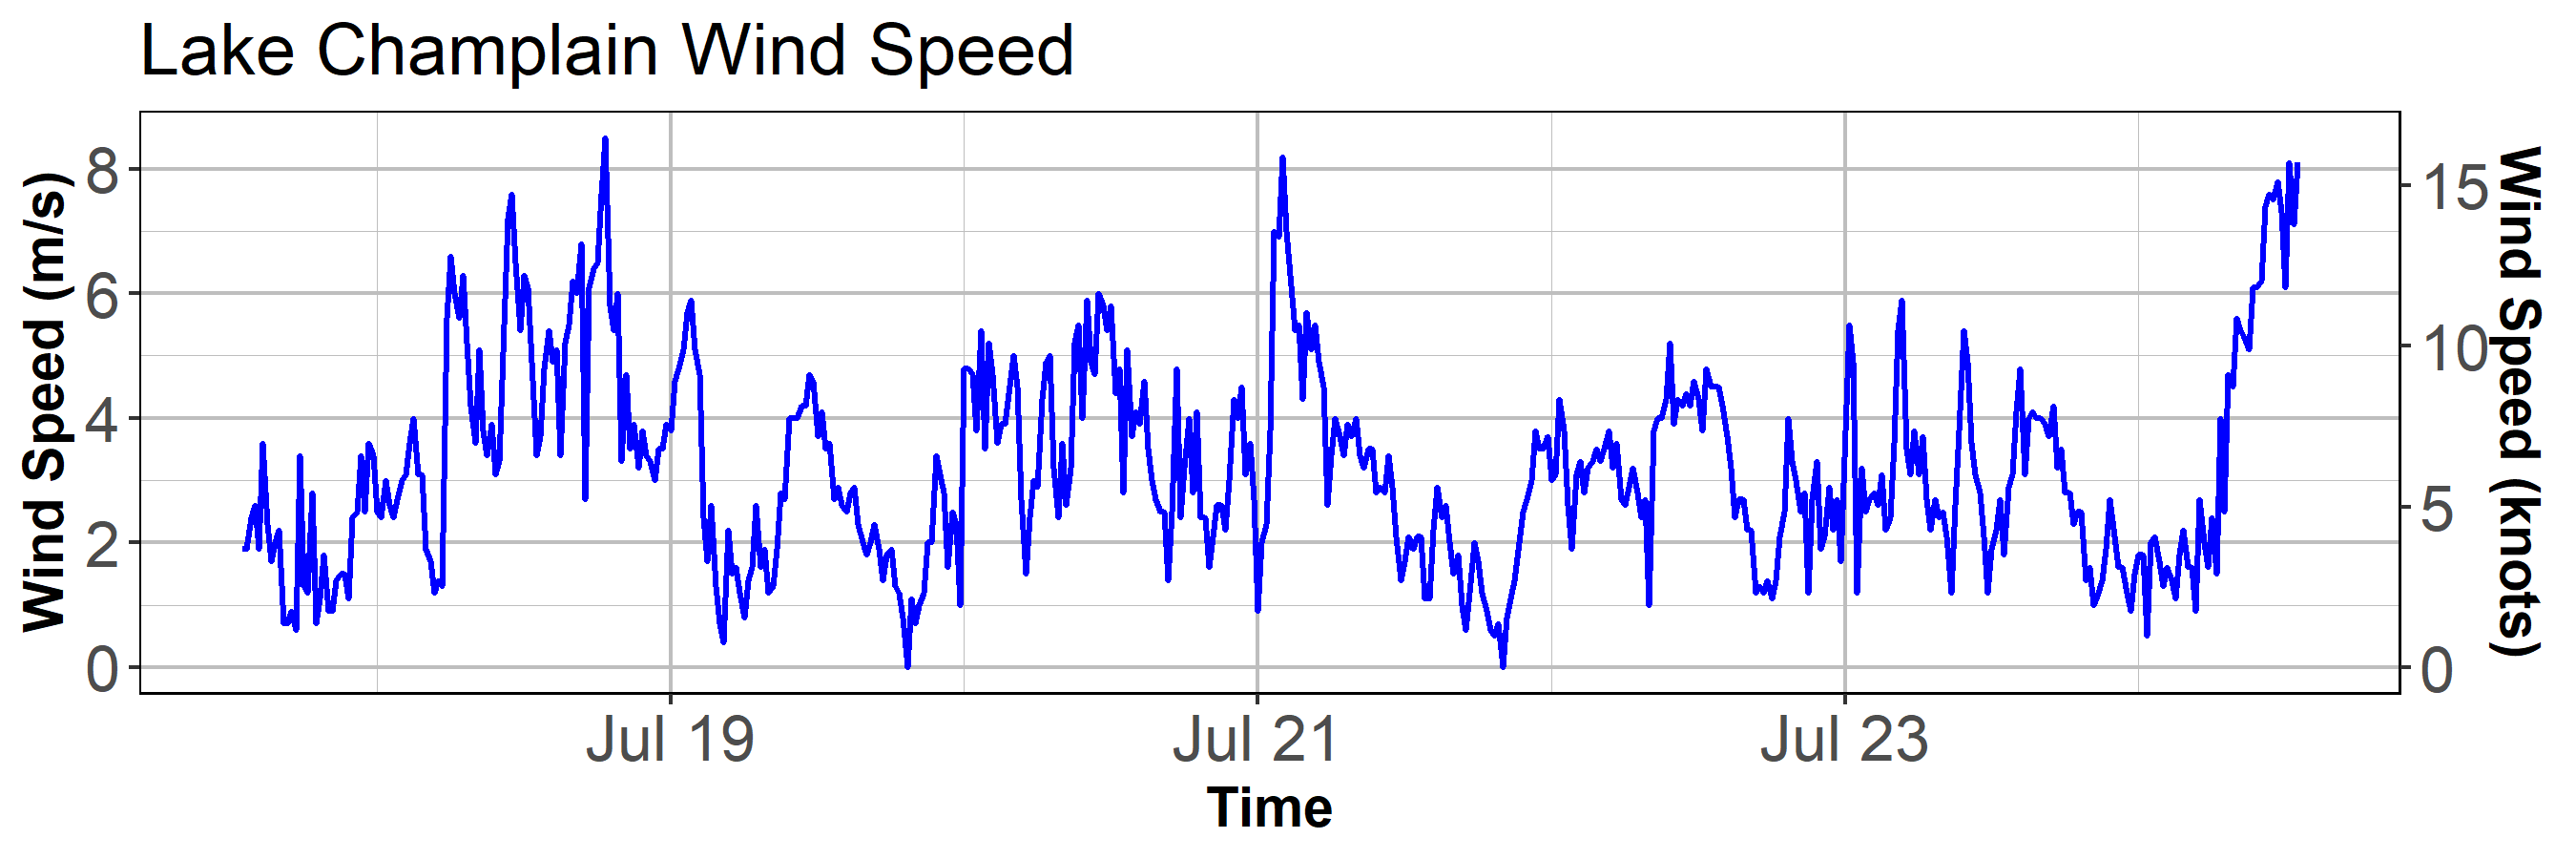 Lake Champlain Wind Speed
Wind Speed (m/s)
8
6
4
2
0
15
10
5
0
Wind Speed (knots)
Jul 19
Jul 21
Jul 23
Time